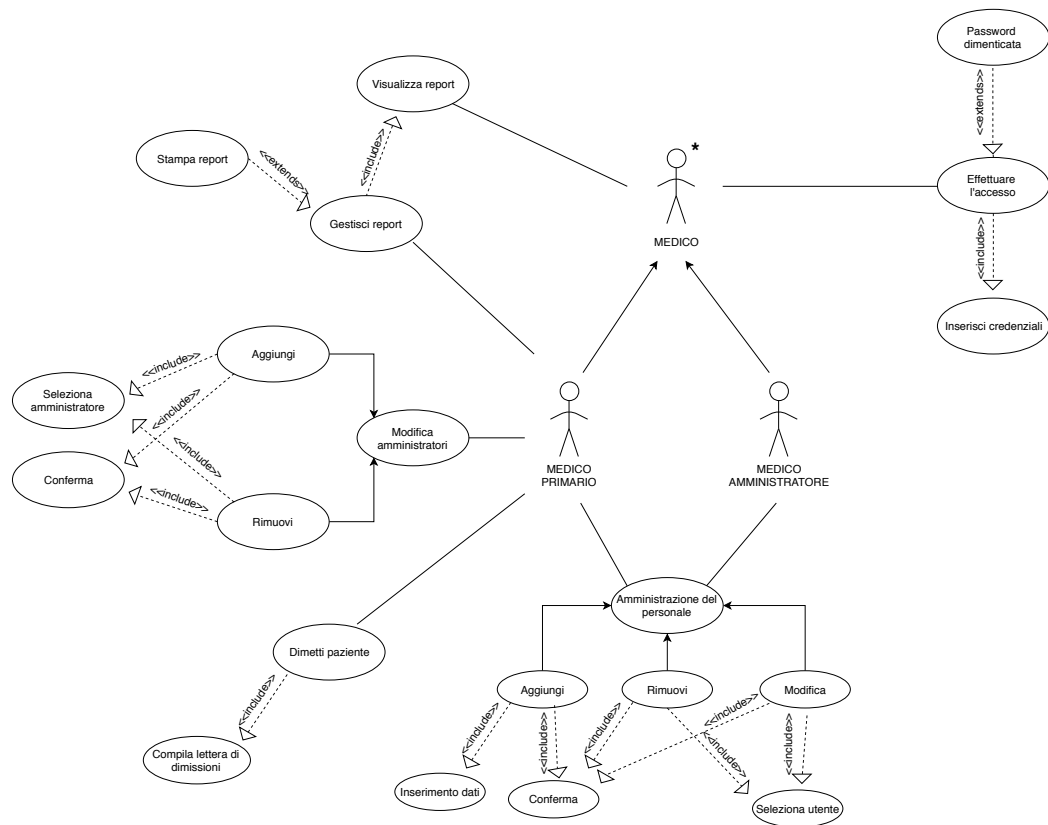 Password
dimenticata
<<extends>>
Visualizza report
<<include>>
Stampa report
<<extends>>
Gestisci report
*
MEDICO
Effettuare
l'accesso
<<include>>
Inserisci credenziali
Aggiungi
<<include>>
Seleziona
amministratore
<<include>>
Modifica
amministratori
<<include>>
Conferma
<<include>>
Rimuovi
MEDICO
PRIMARIO
MEDICO
AMMINISTRATORE
Amministrazione del
personale
Dimetti paziente
<<include>>
Compila lettera di
dimissioni
Aggiungi
Rimuovi
Modifica
<<include>>
<<include>>
<<include>>
<<include>>
<<include>>
<<include>>
Inserimento dati
Conferma
Seleziona utente